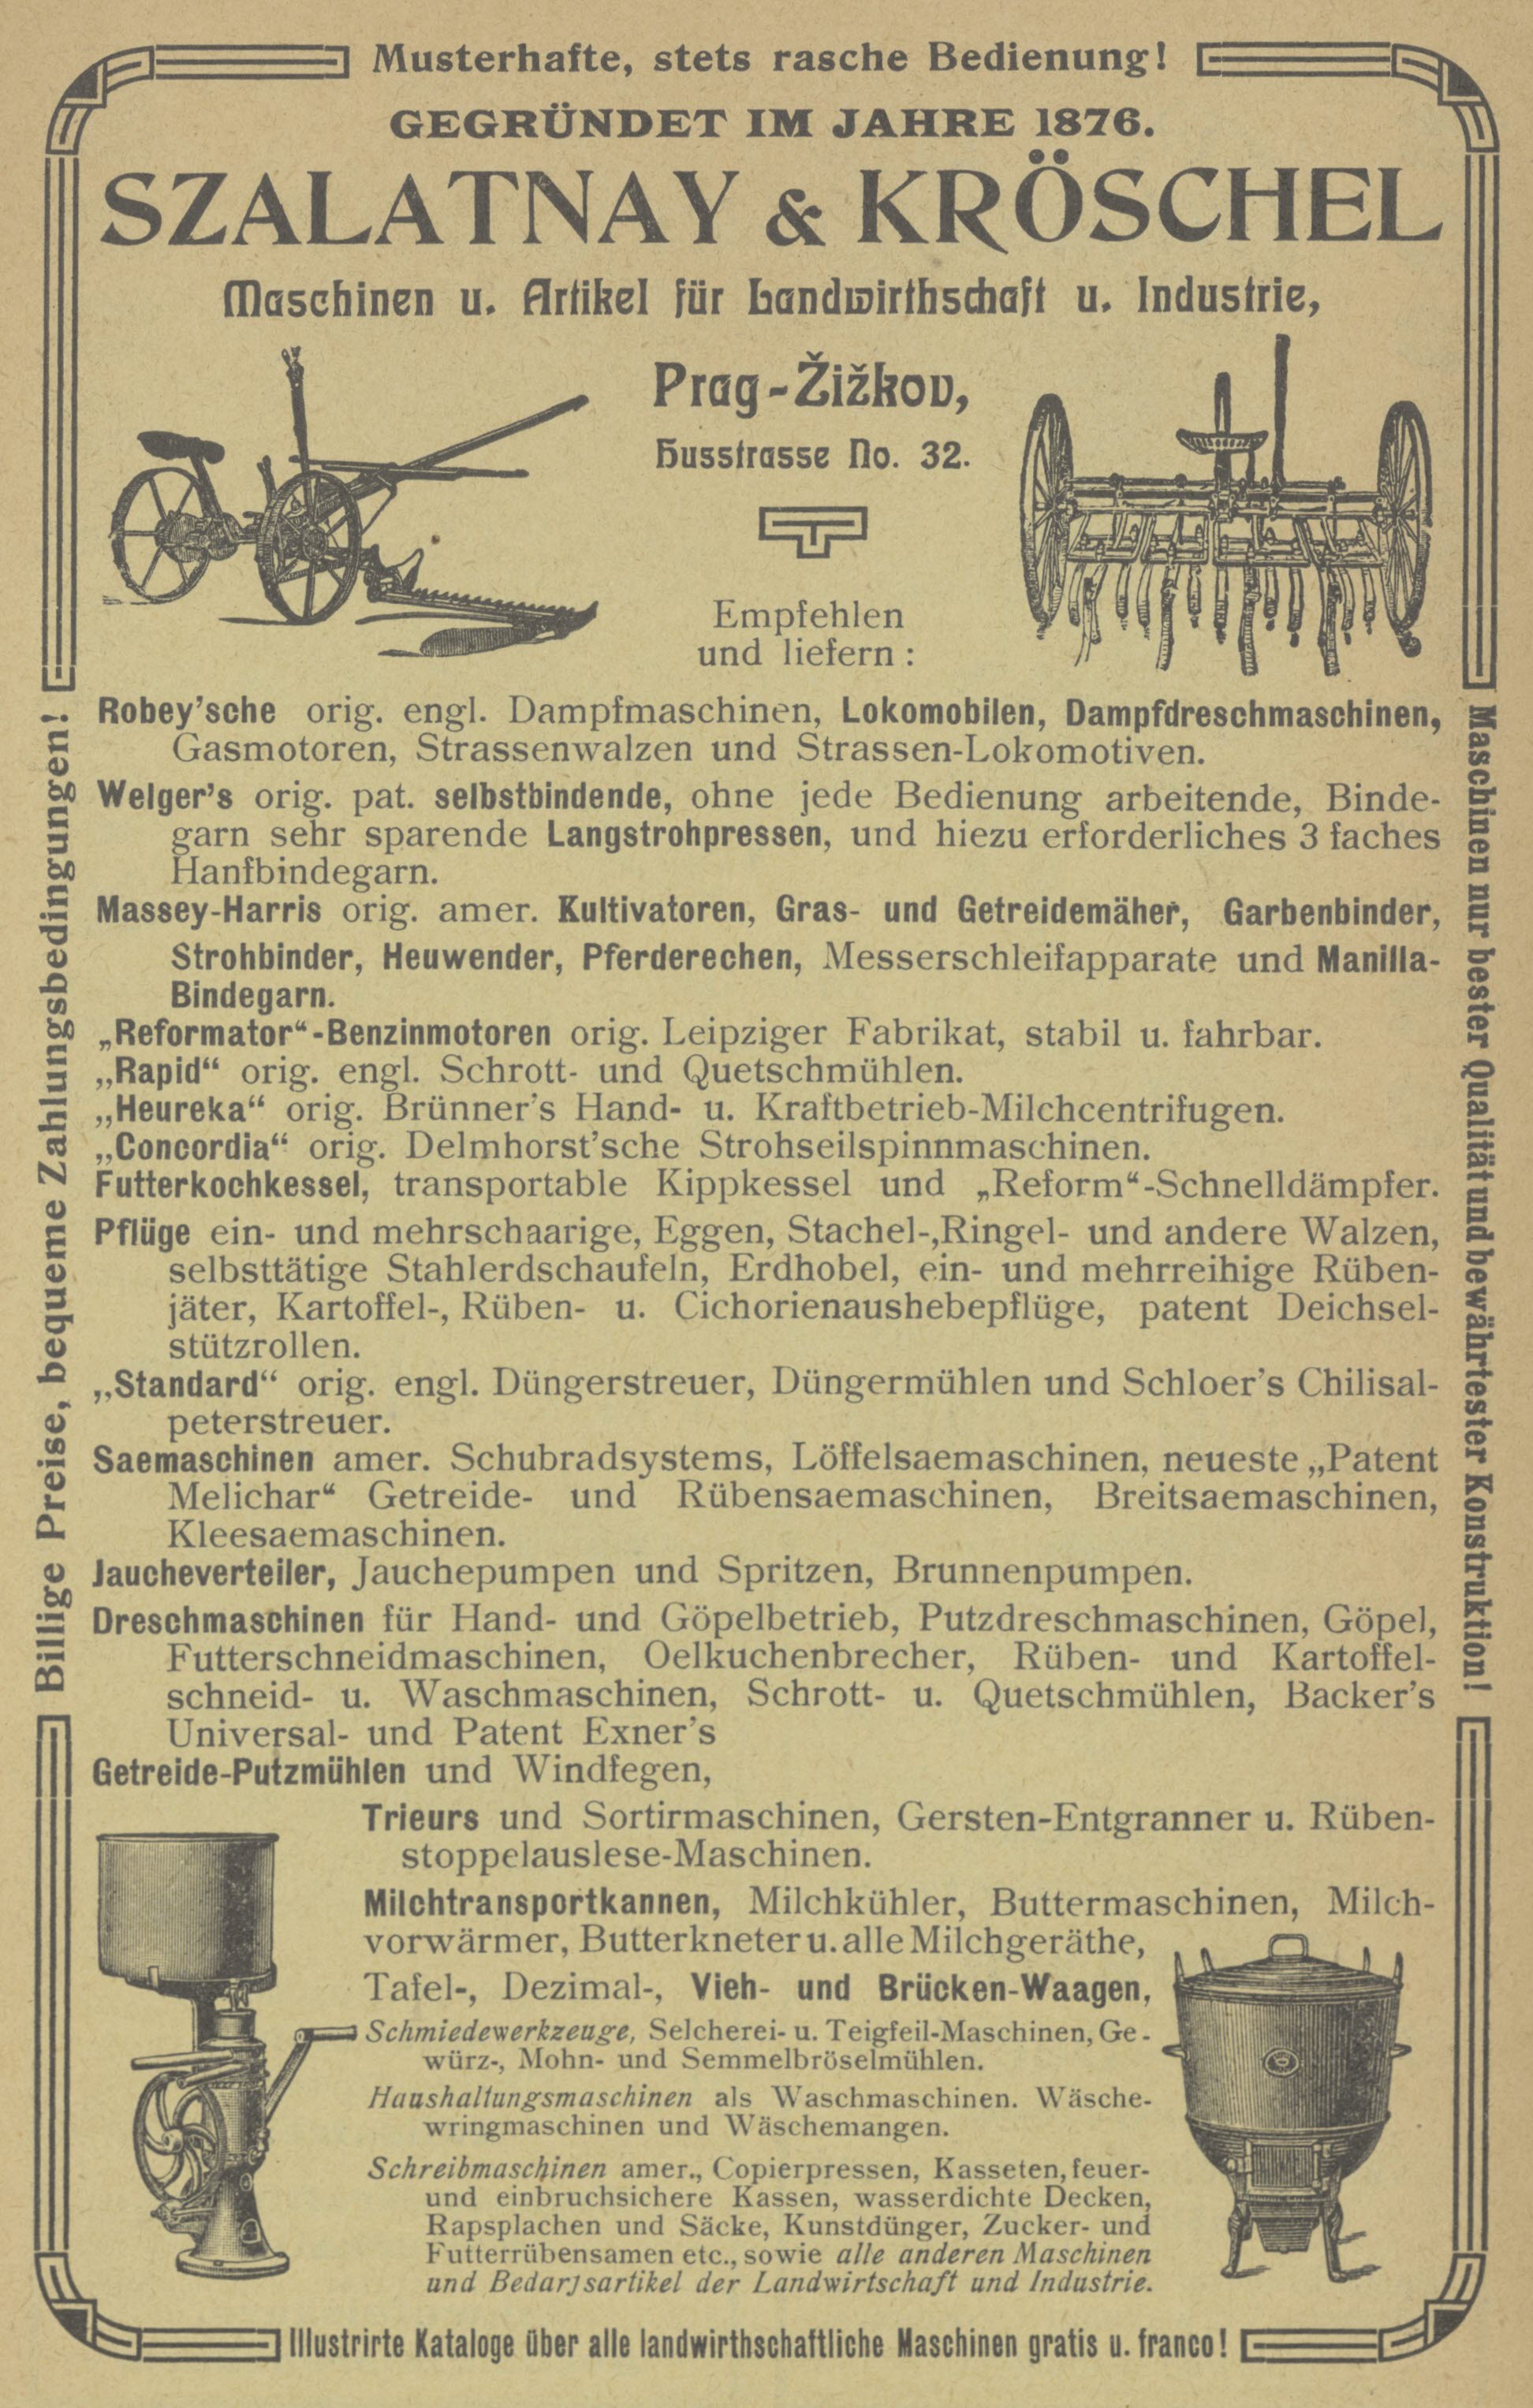 Musterhafte, stets rasche Bedienung!
GEGRÜNDET IM JAHRE 1876.
SZALATNAY & KRÖSCHEL
Maschinen u. Artikel für Landwirthschaft u. Industrie,
Prag-Žižkov,
Husstrasse No. 32.
Empfehlen
und liefern:
Robey'sche orig. engl. Dampfmaschinen, Lokomobilen, Dampfdreschmaschinen,
Gasmotoren, Strassenwalzen und Strassen-Lokomotiven.
Welger's orig. pat. selbstbindende, ohne jede Bedienung arbeitende, Binde-
garn sehr sparende Langstrohpressen, und hiezu erforderliches 3 faches
Hanfbindegarn.
Massey-Harris orig. amer. Kultivatoren, Gras- und Getreidemäher, Garbenbinder,
Strohbinder, Heuwender, Pferderechen, Messerschleifapparate und Manilla-
Bindegarn.
„Reformator“-Benzinmotoren orig. Leipziger Fabrikat, stabil u. fahrbar.
„Rapid“ orig. engl. Schrott- und Quetschmühlen.
„Heureka“ orig. Brünner's Hand- u. Kraftbetrieb-Milchcentrifugen.
„Concordia“ orig. Delmhorst'sche Strohseilspinnmaschinen.
Futterkochkessel, transportable Kippkessel und „Reform“-Schnelldämpfer.
Pflüge ein- und mehrschaarige, Eggen, Stachel-,Ringel- und andere Walzen,
selbsttätige Stahlerdschaufeln, Erdhobel, ein- und mehrreihige Rüben-
jäter, Kartoffel-, Rüben- u. Cichorienaushebepflüge, patent Deichsel-
stützrollen.
„Standard“ orig. engl. Düngerstreuer, Düngermühlen und Schloer's Chilisal-
peterstreuer.
Saemaschinen amer. Schubradsystems, Löffelsaemaschinen, neueste „Patent
Melichar“ Getreide- und Rübensaemaschinen, Breitsaemaschinen,
Kleesaemaschinen.
Jaucheverteiler, Jauchepumpen und Spritzen, Brunnenpumpen.
Dreschmaschinen für Hand- und Göpelbetrieb, Putzdreschmaschinen, Göpel,
Futterschneidmaschinen, Oelkuchenbrecher, Rüben- und Kartoffel-
schneid- u. Waschmaschinen, Schrott- u. Quetschmühlen, Backer's
Universal- und Patent Exner's
Getreide-Putzmühlen und Windfegen,
Trieurs und Sortirmaschinen, Gersten-Entgranner u. Rüben-
stoppelauslese-Maschinen.
Milchtransportkannen, Milchkühler, Buttermaschinen, Milch-
vorwärmer, Butterkneter u. alle Milchgeräthe,
Tafel-, Dezimal-, Vieh- und Brücken-Waagen,
Schmiedewerkzeuge, Selcherei- u. Teigfeil-Maschinen, Ge-
würz-, Mohn- und Semmelbröselmühlen.
Haushaltungsmaschinen als Waschmaschinen. Wäsche-
wringmaschinen und Wäschemangen.
Schreibmaschinen amer., Copierpressen, Kasseten, feuer-
und einbruchsichere Kassen, wasserdichte Decken,
Rapsplachen und Säcke, Kunstdünger, Zucker- und
Futterrübensamen etc., sowie alle anderen Maschinen
und Bedarfsartikel der Landwirtschaft und Industrie.
Illustrirte Kataloge über alle landwirthschaftliche Maschinen gratis u. franco!
Billige Preise, bequeme Zahlungsbedingungen!
Maschinen nur bester Qualität und bewährtester Konstruktion!